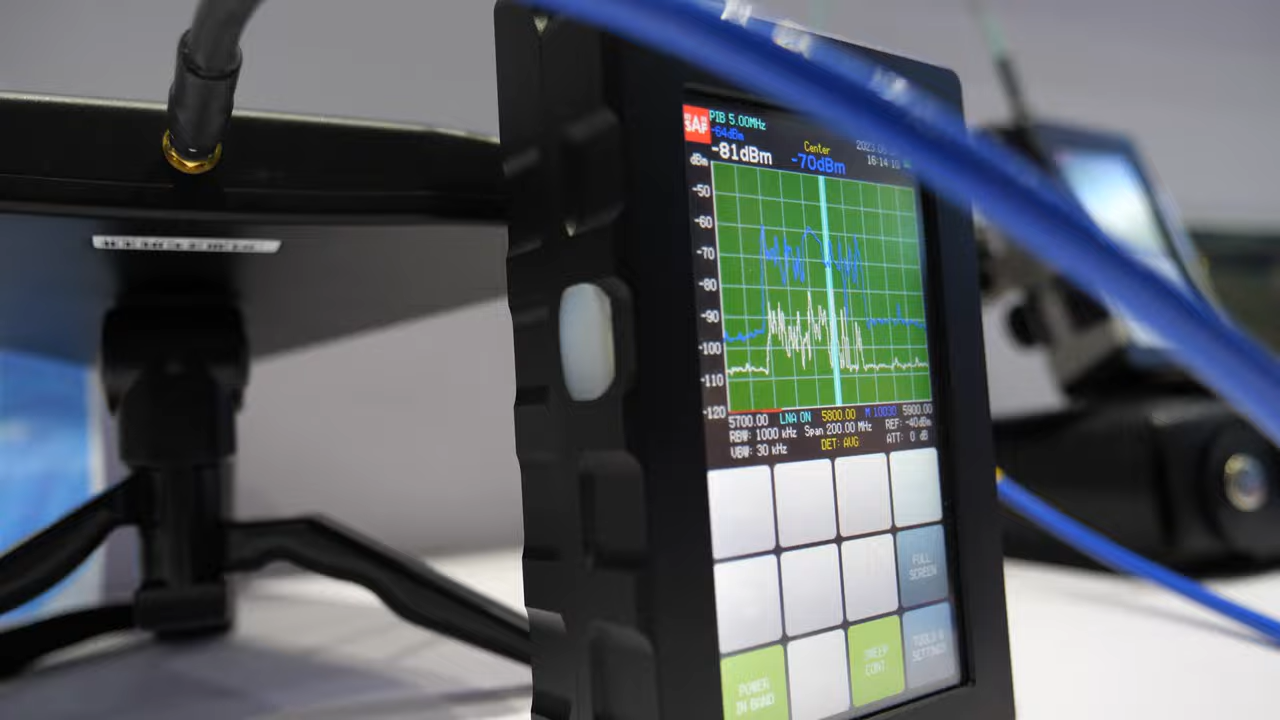 SAF
PIB 5.00MHz
-64dBm
-81dBm
Center
-70dBm
16:14
dBm
-50
-60
-70
-80
-90
-100
-110
-120
5700.00 LNA ON 5800.00 M 10030 5900.00
RBW: 1000 kHz Span 200.00 MHz REF: -40dBm
VBW: 30 kHz DET: AVG ATT: 0 dB
FULL
SCREEN
POWER
IN BAND
SWEEP
CONT.
TOOLS &
SETTINGS